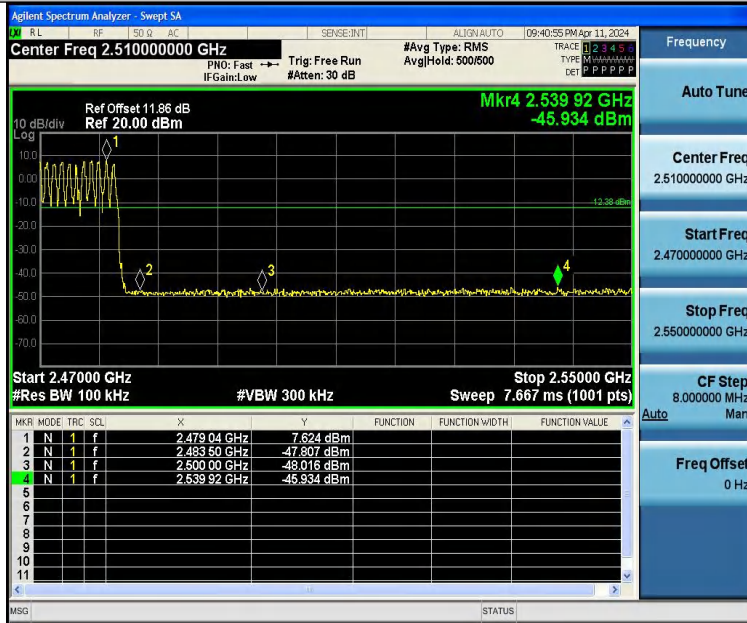 Agilent Spectrum Analyzer - Swept SA
LXI RL RF 50 Ω AC SENSE:INT ALIGN AUTO 09:40:55 PM Apr 11, 2024
Center Freq 2.510000000 GHz
PNO: Fast
IFGain:Low
Trig: Free Run
#Atten: 30 dB
#Avg Type: RMS
Avg|Hold: 500/500
TRACE 1 2 3 4 5 6
TYPE M
DET P P P P P P
Mkr4 2.539 92 GHz
-45.934 dBm
Ref Offset 11.86 dB
10 dB/div Ref 20.00 dBm
Log
10.0
0.00
-10.0
-20.0
-30.0
-40.0
-50.0
-60.0
-70.0
1
2
3
4
-12.38 dBm
Start 2.47000 GHz Stop 2.55000 GHz
#Res BW 100 kHz #VBW 300 kHz Sweep 7.667 ms (1001 pts)
MKR MODE TRC SCL X Y FUNCTION FUNCTION WIDTH FUNCTION VALUE
1 N 1 f 2.479 04 GHz 7.624 dBm
2 N 1 f 2.483 50 GHz -47.807 dBm
3 N 1 f 2.500 00 GHz -48.016 dBm
4 N 1 f 2.539 92 GHz -45.934 dBm
5
6
7
8
9
10
11
MSG STATUS
Frequency
Auto Tune
Center Freq
2.510000000 GHz
Start Freq
2.470000000 GHz
Stop Freq
2.550000000 GHz
CF Step
8.000000 MHz
Auto Man
Freq Offset
0 Hz